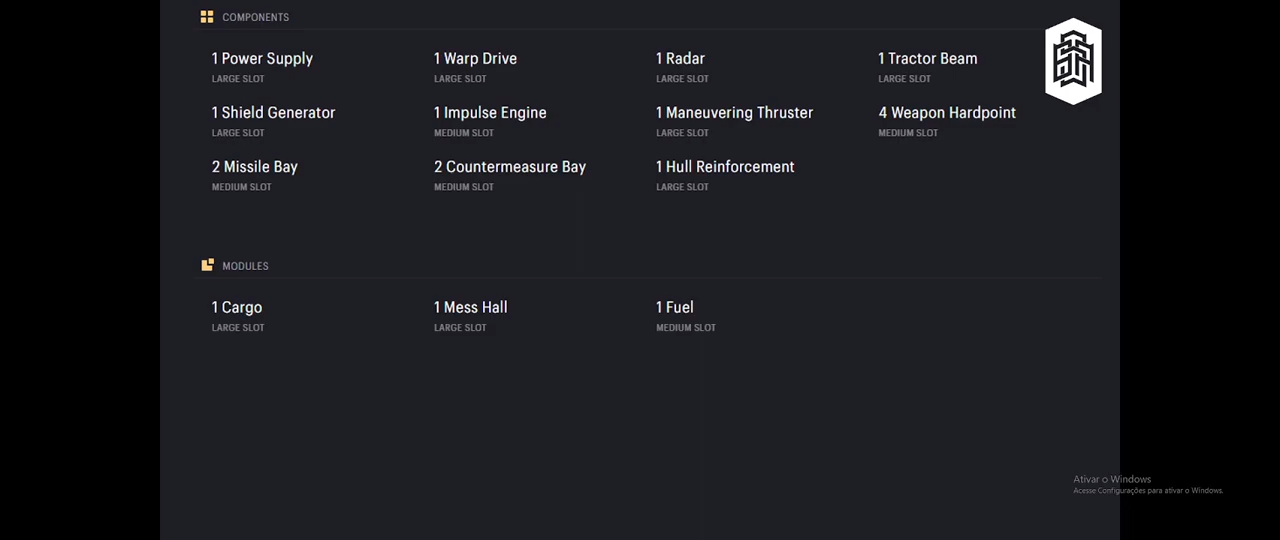 COMPONENTS
1 Power Supply
LARGE SLOT
1 Warp Drive
LARGE SLOT
1 Radar
LARGE SLOT
1 Tractor Beam
LARGE SLOT
1 Shield Generator
LARGE SLOT
1 Impulse Engine
MEDIUM SLOT
1 Maneuvering Thruster
LARGE SLOT
4 Weapon Hardpoint
MEDIUM SLOT
2 Missile Bay
MEDIUM SLOT
2 Countermeasure Bay
MEDIUM SLOT
1 Hull Reinforcement
LARGE SLOT
MODULES
1 Cargo
LARGE SLOT
1 Mess Hall
LARGE SLOT
1 Fuel
MEDIUM SLOT
Ativar o Windows
Acesse Configurações para ativar o Windows.